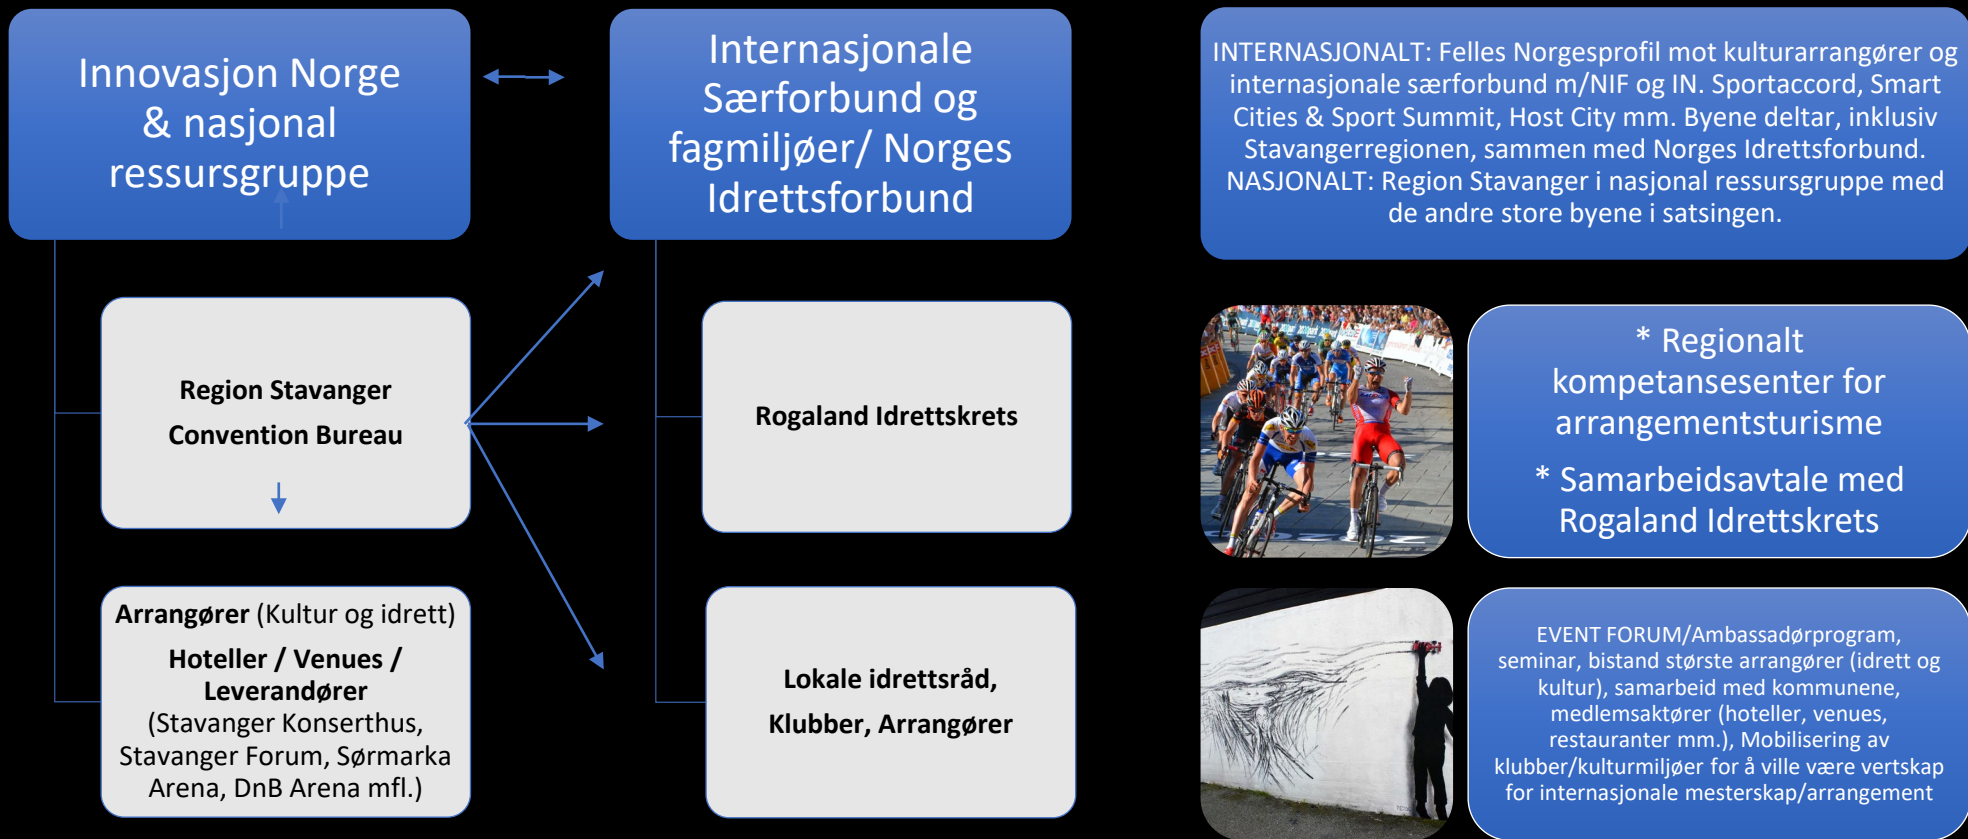 Innovasjon Norge
& nasjonal
ressursgruppe
Internasjonale
Særforbund og
fagmiljøer/ Norges
Idrettsforbund
INTERNASJONALT: Felles Norgesprofil mot kulturarrangører og
internasjonale særforbund m/NIF og IN. Sportaccord, Smart
Cities & Sport Summit, Host City mm. Byene deltar, inklusiv
Stavangerregionen, sammen med Norges Idrettsforbund.
NASJONALT: Region Stavanger i nasjonal ressursgruppe med
de andre store byene i satsingen.
Region Stavanger
Convention Bureau
Rogaland Idrettskrets
* Regionalt
kompetansesenter for
arrangementsturisme
* Samarbeidsavtale med
Rogaland Idrettskrets
Arrangører (Kultur og idrett)
Hoteller / Venues /
Leverandører
(Stavanger Konserthus,
Stavanger Forum, Sørmarka
Arena, DnB Arena mfl.)
Lokale idrettsråd,
Klubber, Arrangører
EVENT FORUM/Ambassadørprogram,
seminar, bistand største arrangører (idrett og
kultur), samarbeid med kommunene,
medlemsaktører (hoteller, venues,
restauranter mm.), Mobilisering av
klubber/kulturmiljøer for å ville være vertskap
for internasjonale mesterskap/arrangement